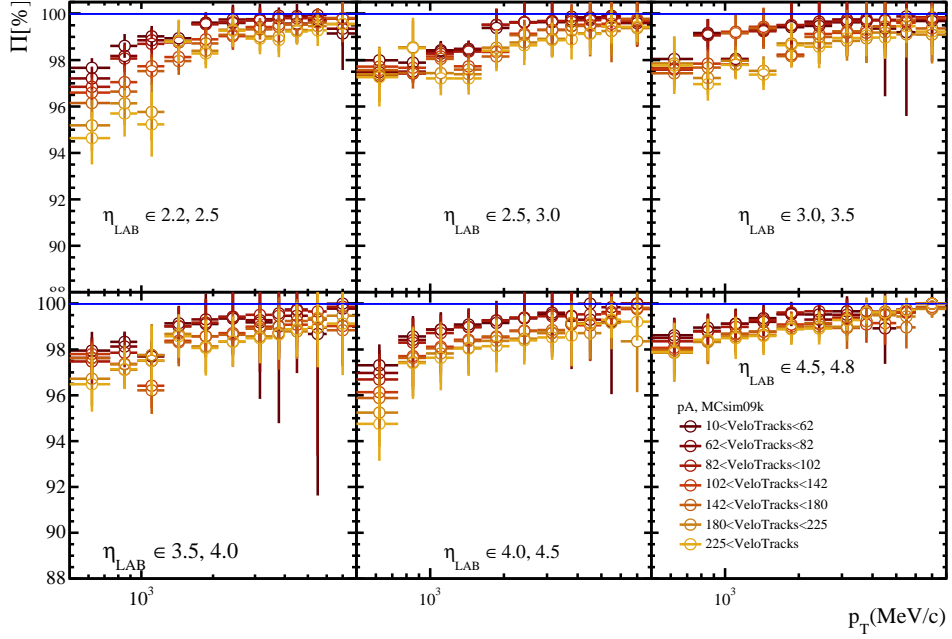 Π[%]
100
98
96
94
92
90
88
η_LAB ∈ 2.2, 2.5
η_LAB ∈ 2.5, 3.0
η_LAB ∈ 3.0, 3.5
100
98
96
94
92
90
88
η_LAB ∈ 3.5, 4.0
η_LAB ∈ 4.0, 4.5
η_LAB ∈ 4.5, 4.8
pA, MCsim09k
10<VeloTracks<62
62<VeloTracks<82
82<VeloTracks<102
102<VeloTracks<142
142<VeloTracks<180
180<VeloTracks<225
225<VeloTracks
10³ 10³ 10³
p_T(MeV/c)